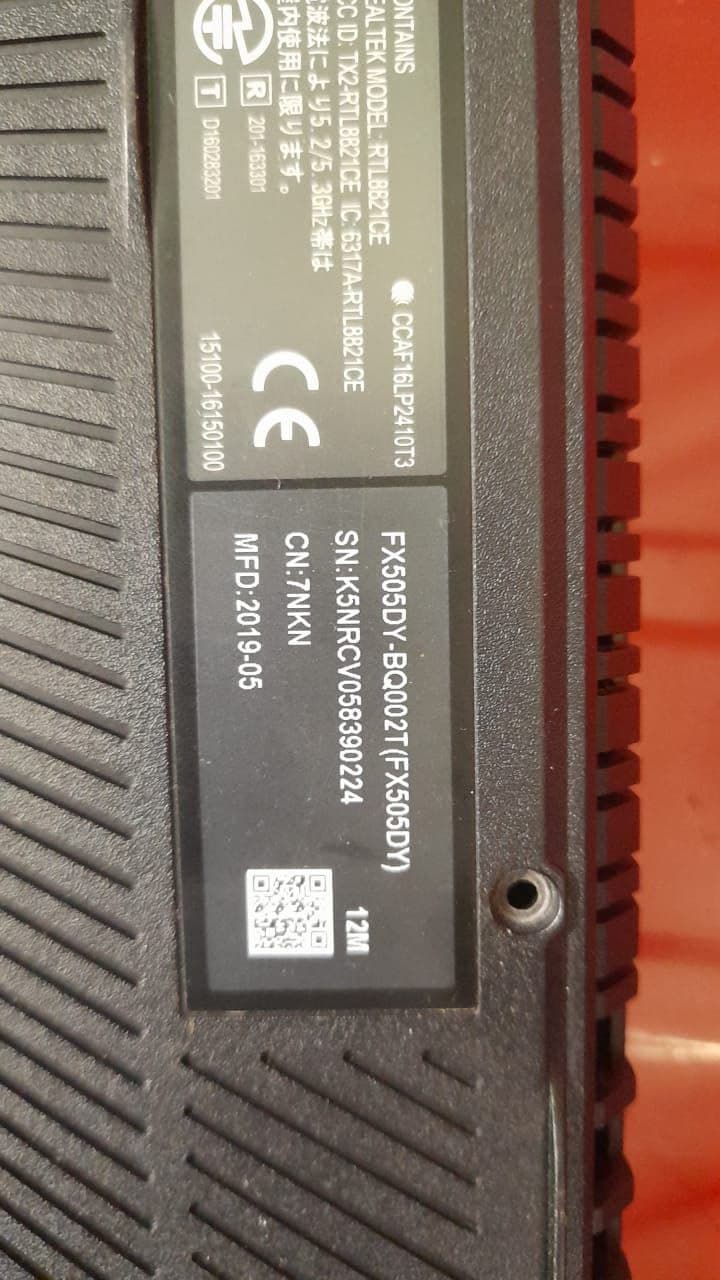 ONTAINS
EALTEK MODEL: RTL8821CE
CC ID: TX2-RTL8821CE IC: 6317A-RTL8821CE
波法により5.2/5.3GHz帯は
内使用に限ります。
R 201-163301
T D160283201
CCAF16LP2410T3
CE
15100-16150100
FX505DY-BQ002T(FX505DY)
SN:K5NRCV058390224
CN:7NKN
MFD:2019-05
12M